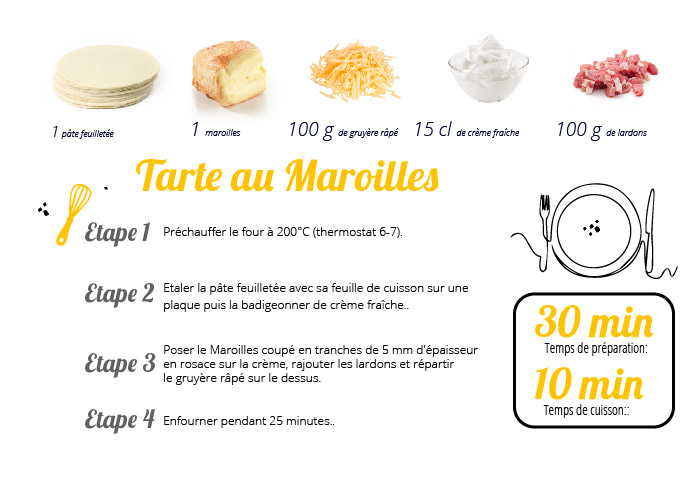 1 pâte feuilletée
1 maroilles
100 g de gruyère râpé
15 cl de crème fraîche
100 g de lardons
Tarte au Maroilles
Etape 1 Préchauffer le four à 200°C (thermostat 6-7).
Etape 2 Etaler la pâte feuilletée avec sa feuille de cuisson sur une
plaque puis la badigeonner de crème fraîche..
Etape 3 Poser le Maroilles coupé en tranches de 5 mm d'épaisseur
en rosace sur la crème, rajouter les lardons et répartir
le gruyère râpé sur le dessus.
Etape 4 Enfourner pendant 25 minutes..
30 min
Temps de préparation:
10 min
Temps de cuisson::